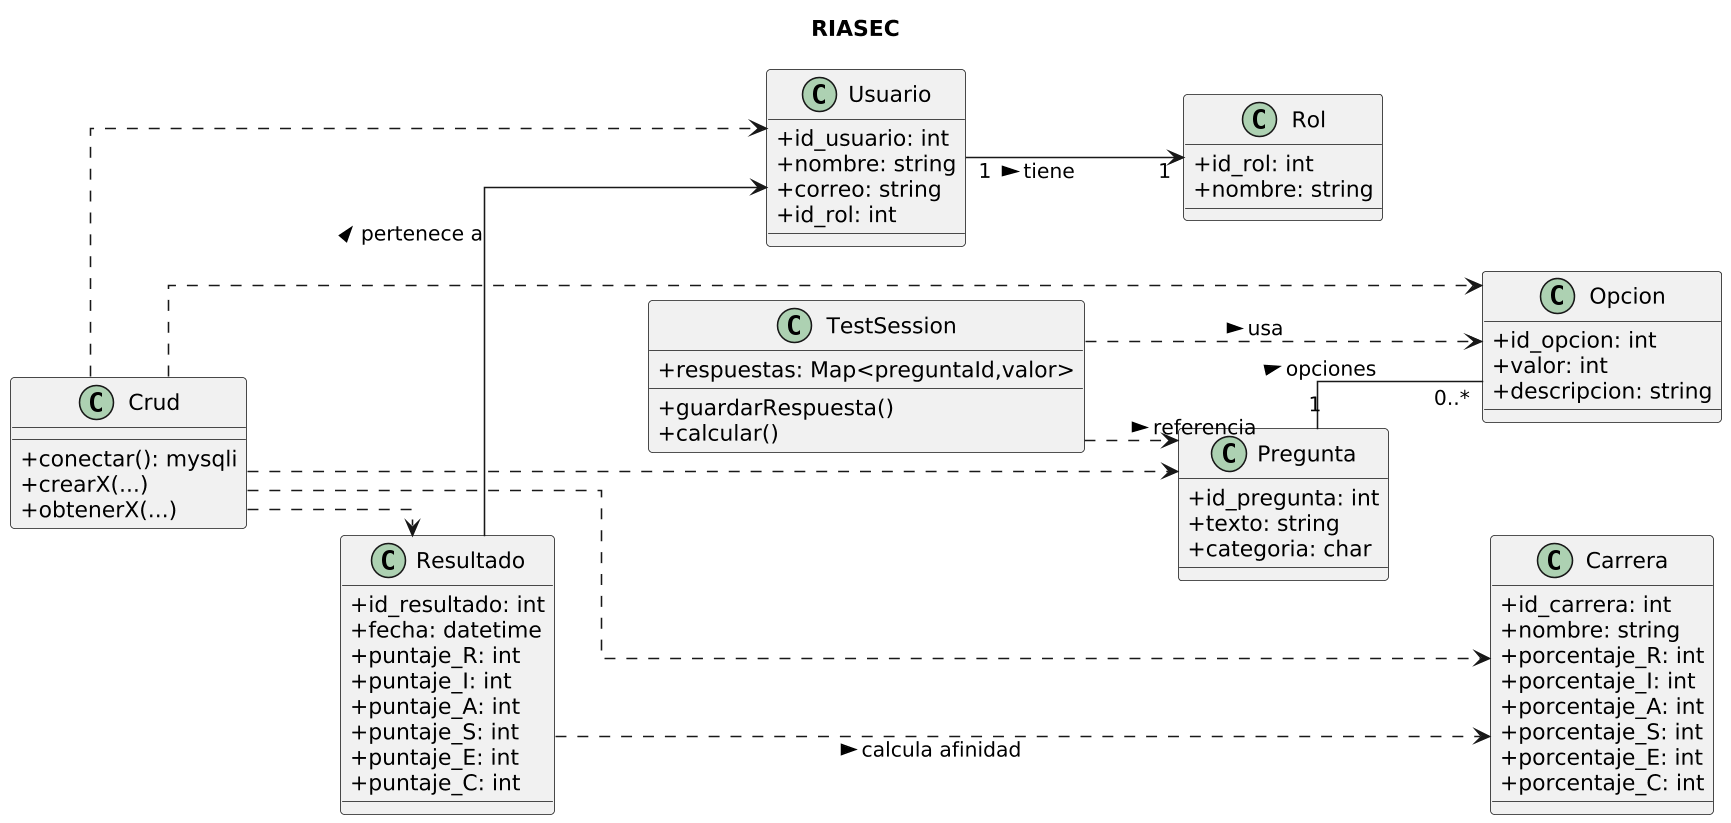 RIASEC
C Usuario
+id_usuario: int
+nombre: string
+correo: string
+id_rol: int
1
tiene
1
C Rol
+id_rol: int
+nombre: string
pertenece a
C Opcion
+id_opcion: int
+valor: int
+descripcion: string
C TestSession
+respuestas: Map<preguntaId,valor>
+guardarRespuesta()
+calcular()
usa
opciones
1
0..*
referencia
C Crud
+conectar(): mysqli
+crearX(...)
+obtenerX(...)
C Pregunta
+id_pregunta: int
+texto: string
+categoria: char
C Resultado
+id_resultado: int
+fecha: datetime
+puntaje_R: int
+puntaje_I: int
+puntaje_A: int
+puntaje_S: int
+puntaje_E: int
+puntaje_C: int
calcula afinidad
C Carrera
+id_carrera: int
+nombre: string
+porcentaje_R: int
+porcentaje_I: int
+porcentaje_A: int
+porcentaje_S: int
+porcentaje_E: int
+porcentaje_C: int